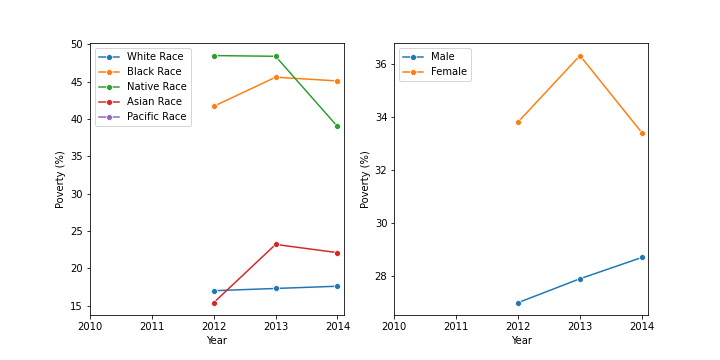 White Race
Black Race
Native Race
Asian Race
Pacific Race
50
45
40
35
30
25
20
15
Poverty (%)
2010 2011 2012 2013 2014
Year
Male
Female
36
34
32
30
28
Poverty (%)
2010 2011 2012 2013 2014
Year